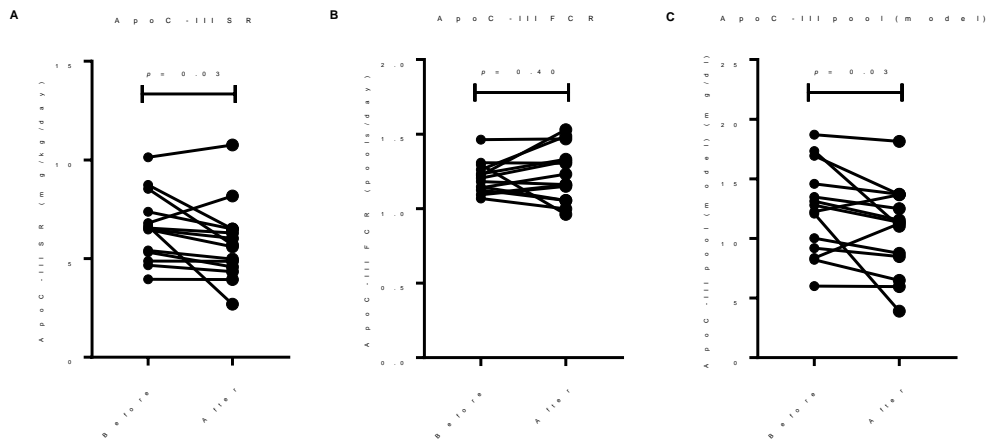 A
ApoC-III SR
p = 0.03
15
10
5
0
ApoC-III SR (mg/kg/day)
Before
After
B
ApoC-III FCR
p = 0.40
2.0
1.5
1.0
0.5
0.0
ApoC-III FCR (pools/day)
Before
After
C
ApoC-III pool (model)
p = 0.03
25
20
15
10
5
0
ApoC-III pool (model) (mg/dl)
Before
After